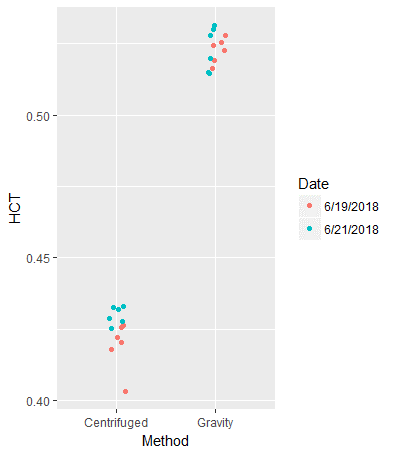 HCT
0.50
0.45
0.40
Centrifuged Gravity
Method
Date
6/19/2018
6/21/2018